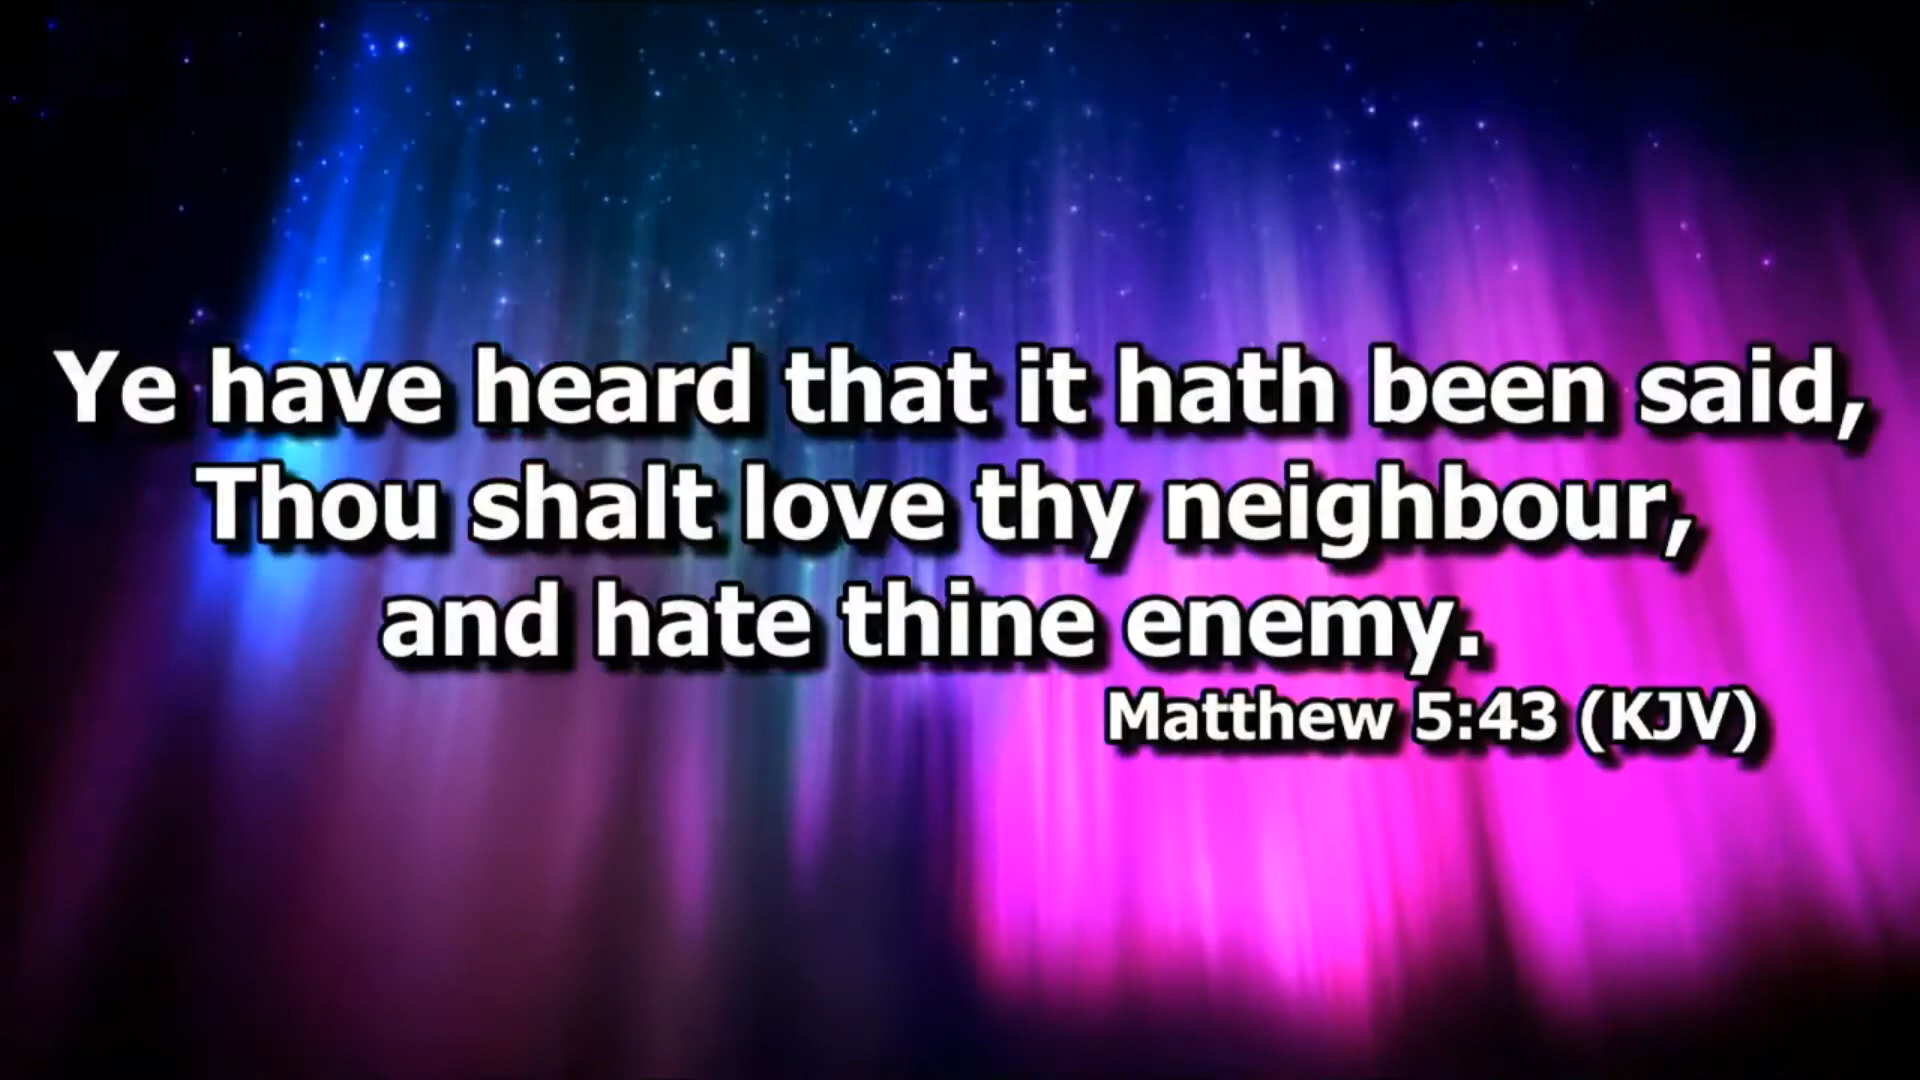 Ye have heard that it hath been said,
Thou shalt love thy neighbour,
and hate thine enemy.
Matthew 5:43 (KJV)